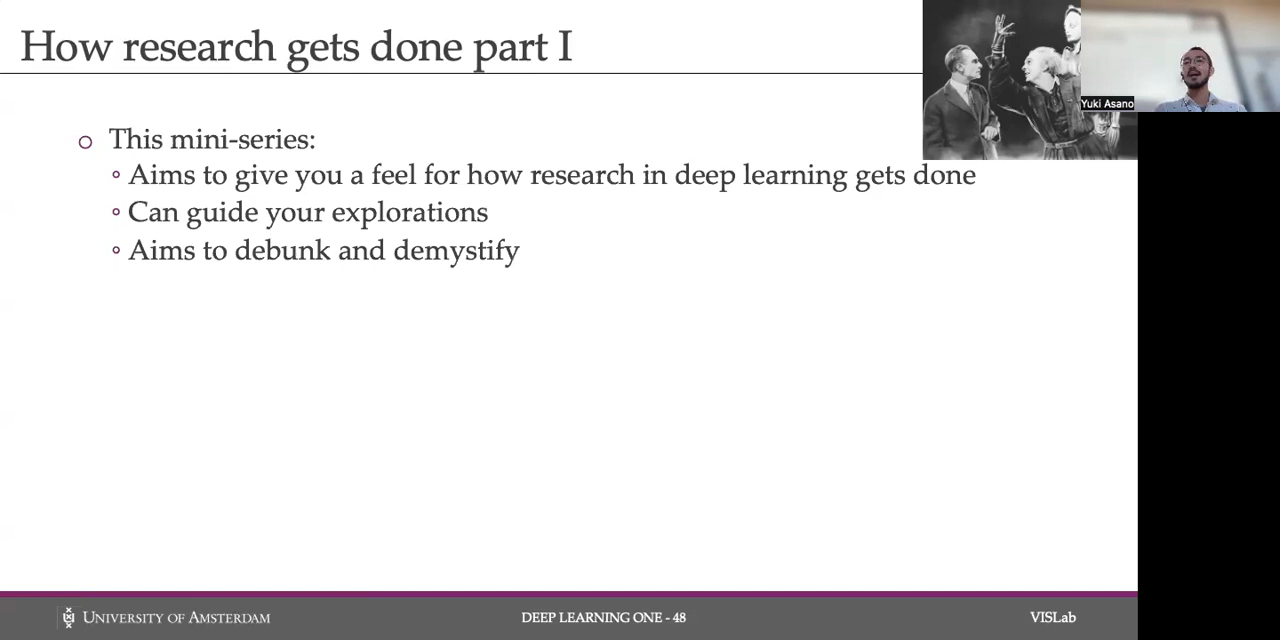 How research gets done part I
Yuki Asano
This mini-series:
Aims to give you a feel for how research in deep learning gets done
Can guide your explorations
Aims to debunk and demystify
UNIVERSITY OF AMSTERDAM
DEEP LEARNING ONE - 48
VISLab